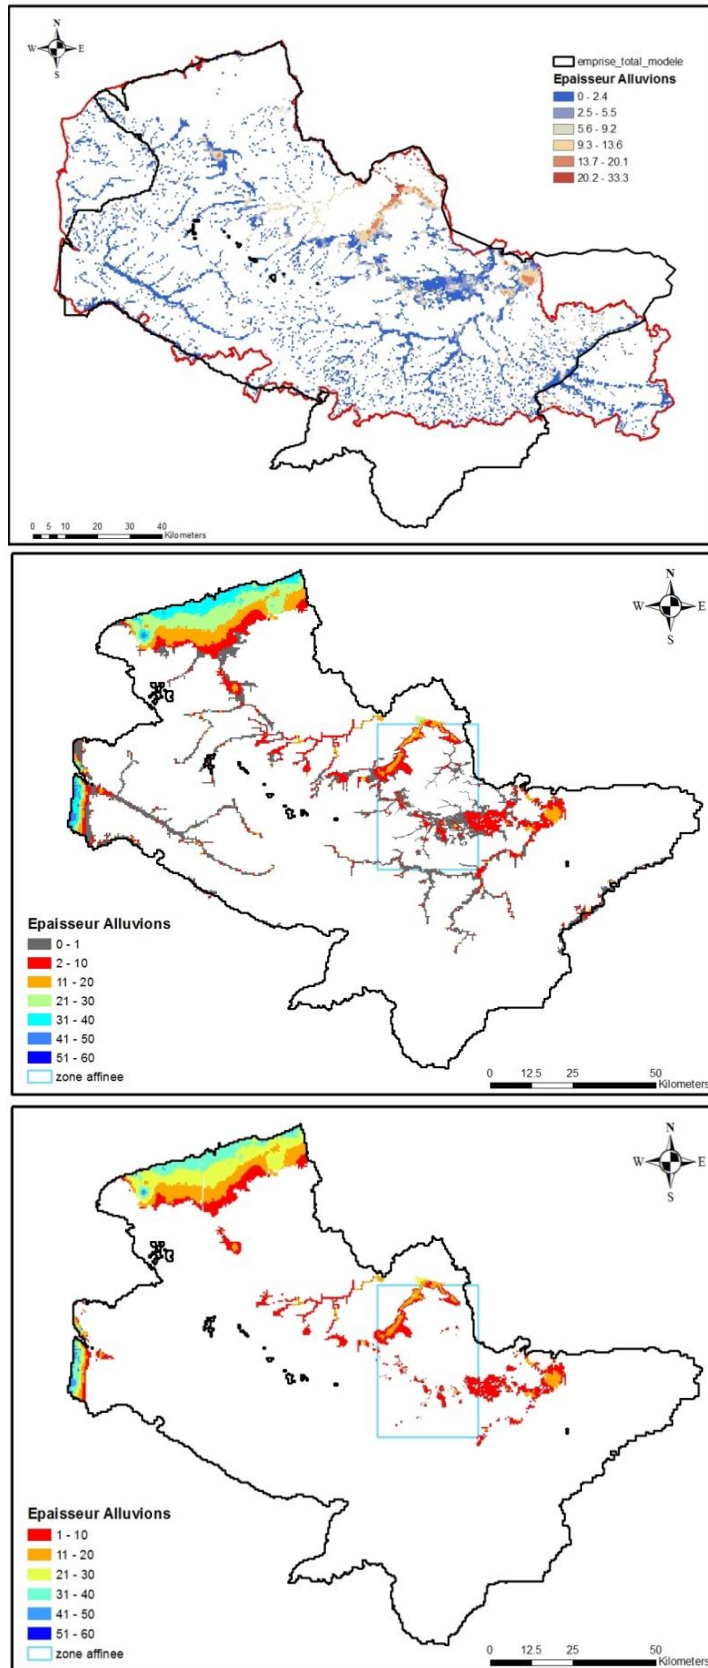 N
W E
S
emprise_total_modele
Epaisseur Alluvions
0 - 2.4
2.5 - 5.5
5.6 - 9.2
9.3 - 13.6
13.7 - 20.1
20.2 - 33.3
0 5 10 20 30 40
Kilometers
N
W E
S
Epaisseur Alluvions
0 - 1
2 - 10
11 - 20
21 - 30
31 - 40
41 - 50
51 - 60
zone affinee
0 12.5 25 50
Kilometers
N
W E
S
Epaisseur Alluvions
1 - 10
11 - 20
21 - 30
31 - 40
41 - 50
51 - 60
zone affinee
0 12.5 25 50
Kilometers